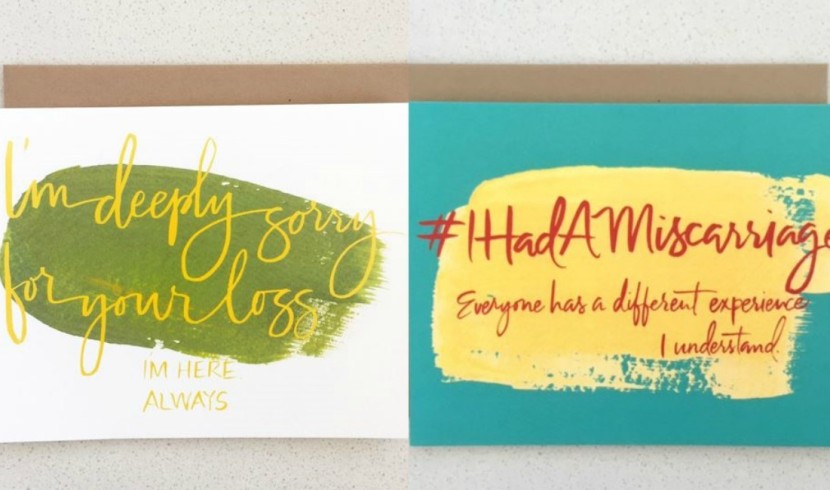 I'm deeply sorry
for your loss
IM HERE
ALWAYS
#IHadAMiscarriage
Everyone has a different experience
I understand.